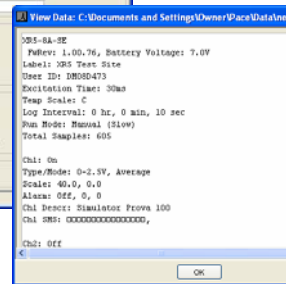 View Data: C:\Documents and Settings\Owner\Pace\Data\ne
XR5-8A-SE
FwRev: 1.00.76, Battery Voltage: 7.0V
Label: XR5 Test Site
User ID: DM08D473
Excitation Time: 30ms
Temp Scale: C
Log Interval: 0 hr, 0 min, 10 sec
Run Mode: Manual (Slow)
Total Samples: 605
Ch1: On
Type/Mode: 0-2.5V, Average
Scale: 40.0, 0.0
Alarm: Off, 0, 0
Ch1 Descr: Simulator Prova 100
Ch1 SMS:
Ch2: Off
OK